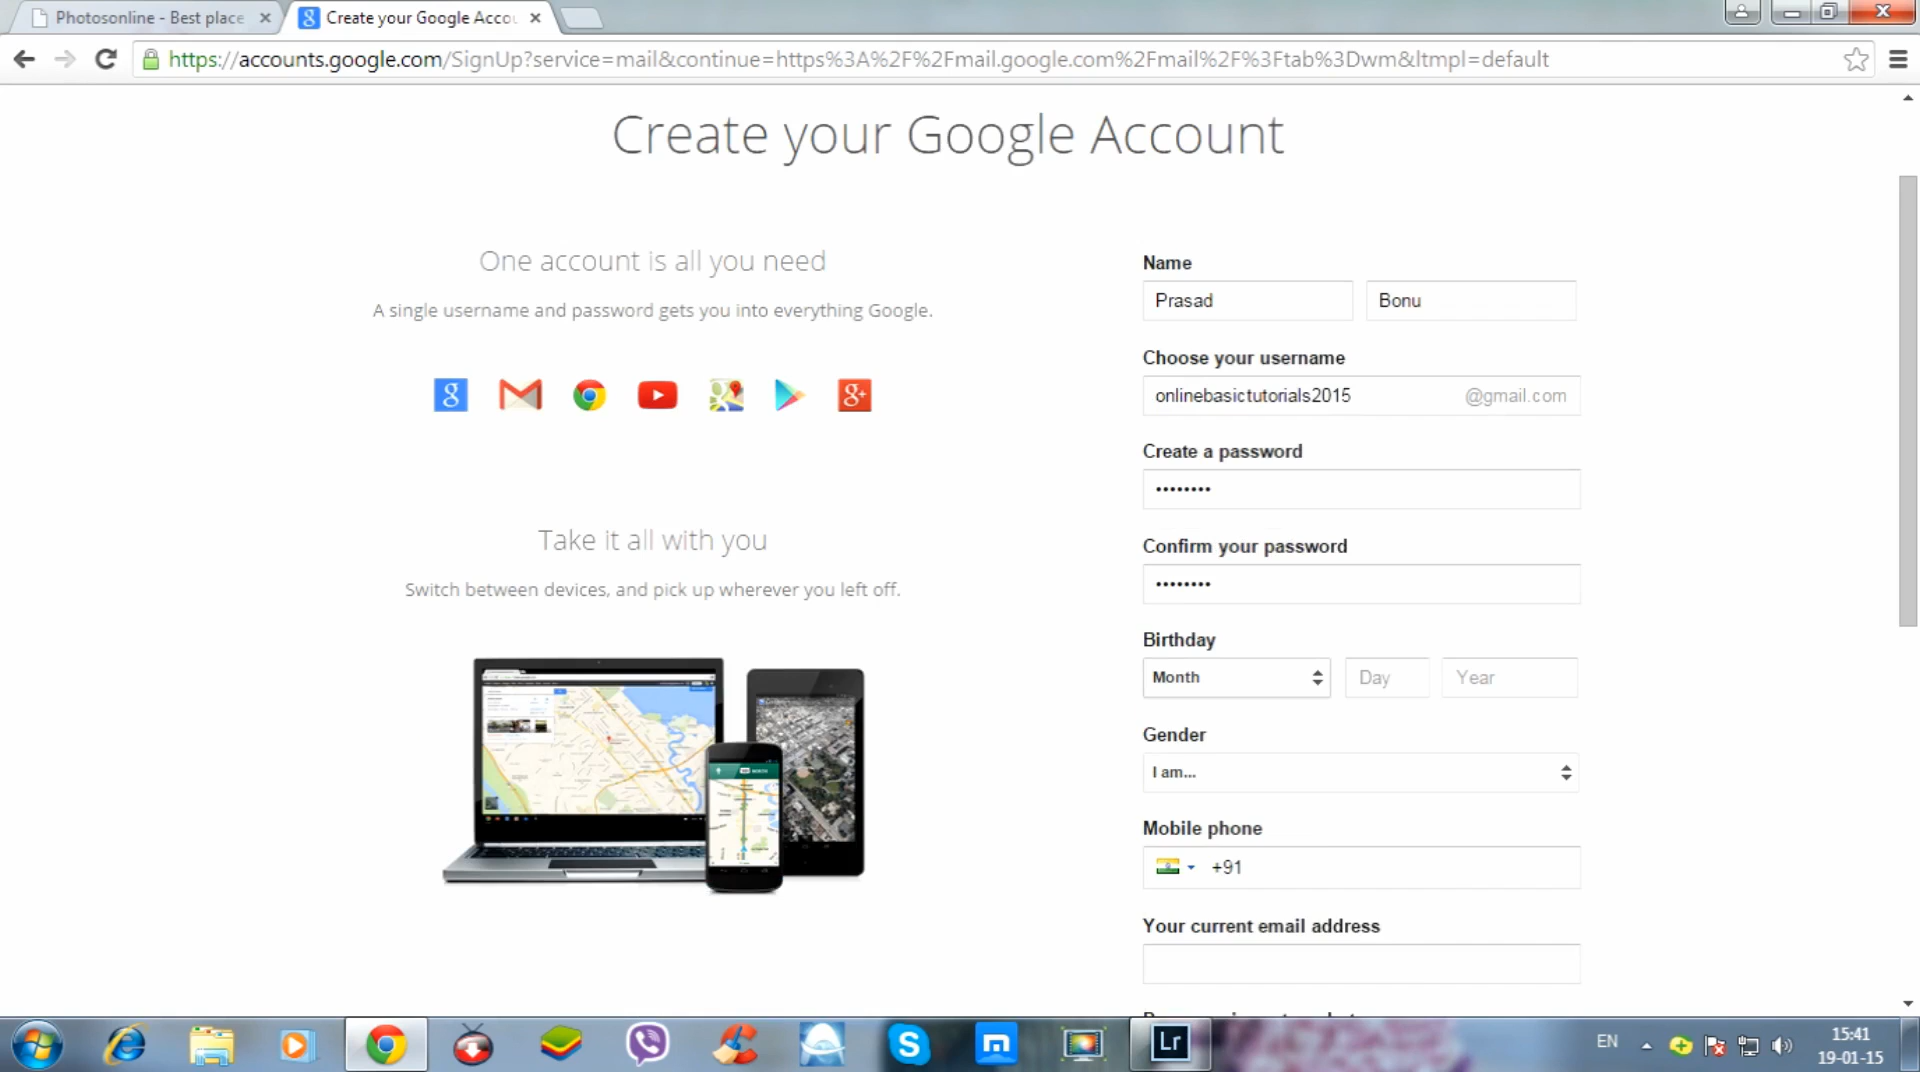 Photosonline - Best place
Create your Google Accou
https://accounts.google.com/SignUp?service=mail&continue=https%3A%2F%2Fmail.google.com%2Fmail%2F%3Ftab%3Dwm&ltmpl=default
Create your Google Account
One account is all you need
A single username and password gets you into everything Google.
Take it all with you
Switch between devices, and pick up wherever you left off.
Name
Prasad Bonu
Choose your username
onlinebasictutorials2015 @gmail.com
Create a password
••••••••
Confirm your password
••••••••
Birthday
Month Day Year
Gender
I am...
Mobile phone
+91
Your current email address
Lr
EN
15:41
19-01-15